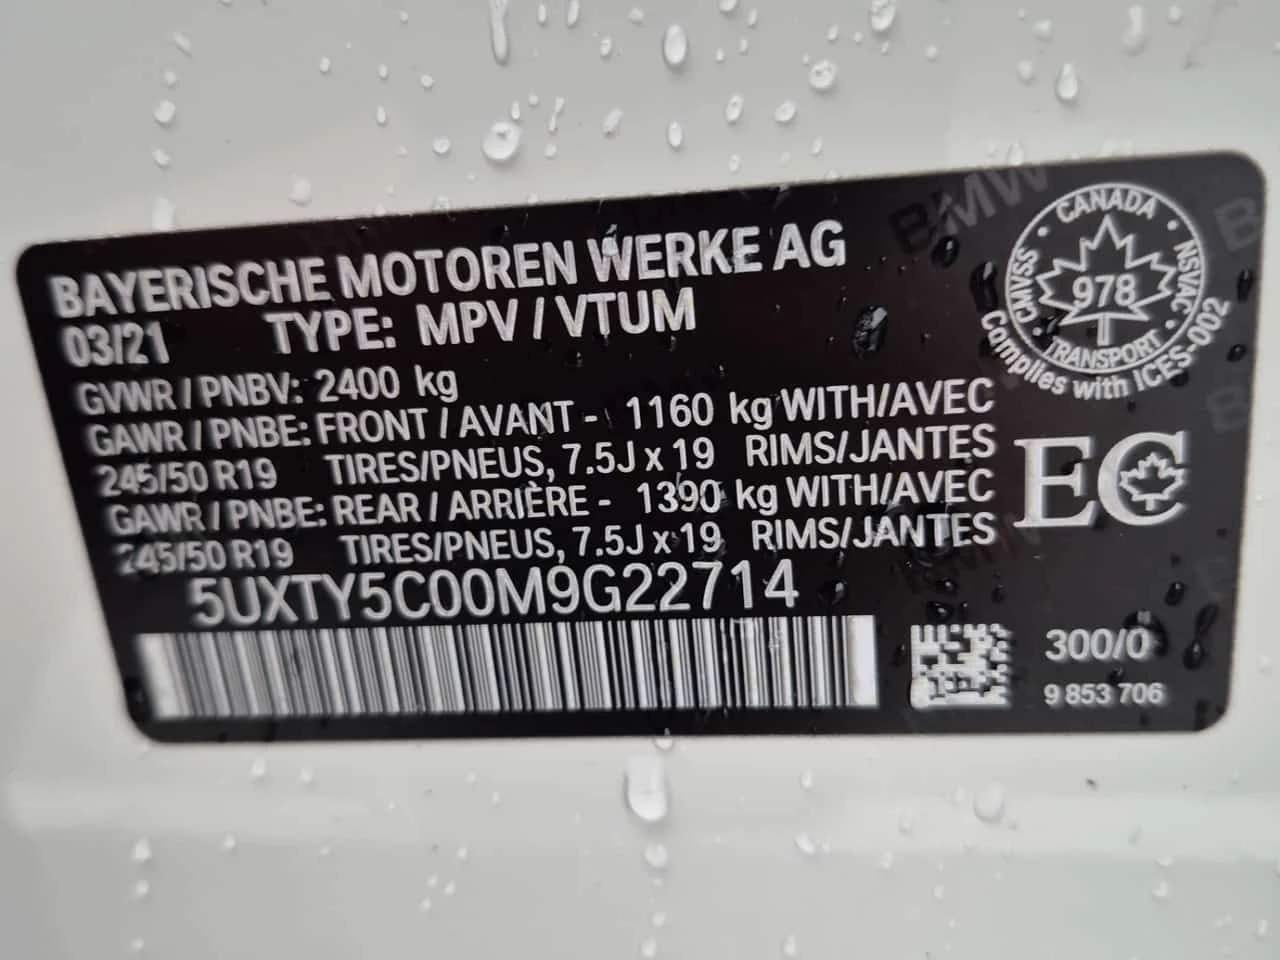 BAYERISCHE MOTOREN WERKE AG
03/21 TYPE: MPV / VTUM
GVWR / PNBV: 2400 kg
GAWR / PNBE: FRONT / AVANT - 1160 kg WITH/AVEC
245/50 R19 TIRES/PNEUS, 7.5J x 19 RIMS/JANTES
GAWR / PNBE: REAR / ARRIÈRE - 1390 kg WITH/AVEC
245/50 R19 TIRES/PNEUS, 7.5J x 19 RIMS/JANTES
5UXTY5C00M9G22714
CANADA
CMVSS · NSVAC
978
TRANSPORT
Complies with ICES-002
EC
300/0
9 853 706
BMW